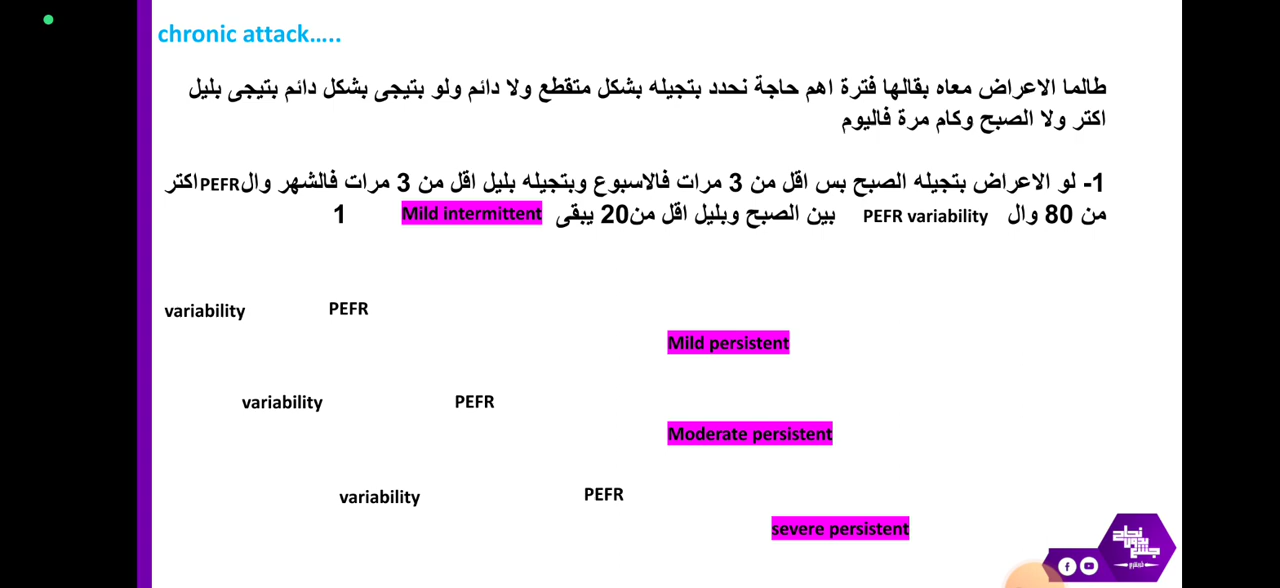 chronic attack…..
طالما الاعراض معاه بقالها فترة اهم حاجة نحدد بتجيله بشكل متقطع ولا دائم ولو بتيجى بشكل دائم بتيجى بليل
اكتر ولا الصبح وكام مرة فاليوم
1- لو الاعراض بتجيله الصبح بس اقل من 3 مرات فالاسبوع وبتجيله بليل اقل من 3 مرات فالشهر والPEFR اكتر
من 80 وال PEFR variability بين الصبح وبليل اقل من20 يبقى Mild intermittent 1
variability PEFR
Mild persistent
variability PEFR
Moderate persistent
variability PEFR
severe persistent